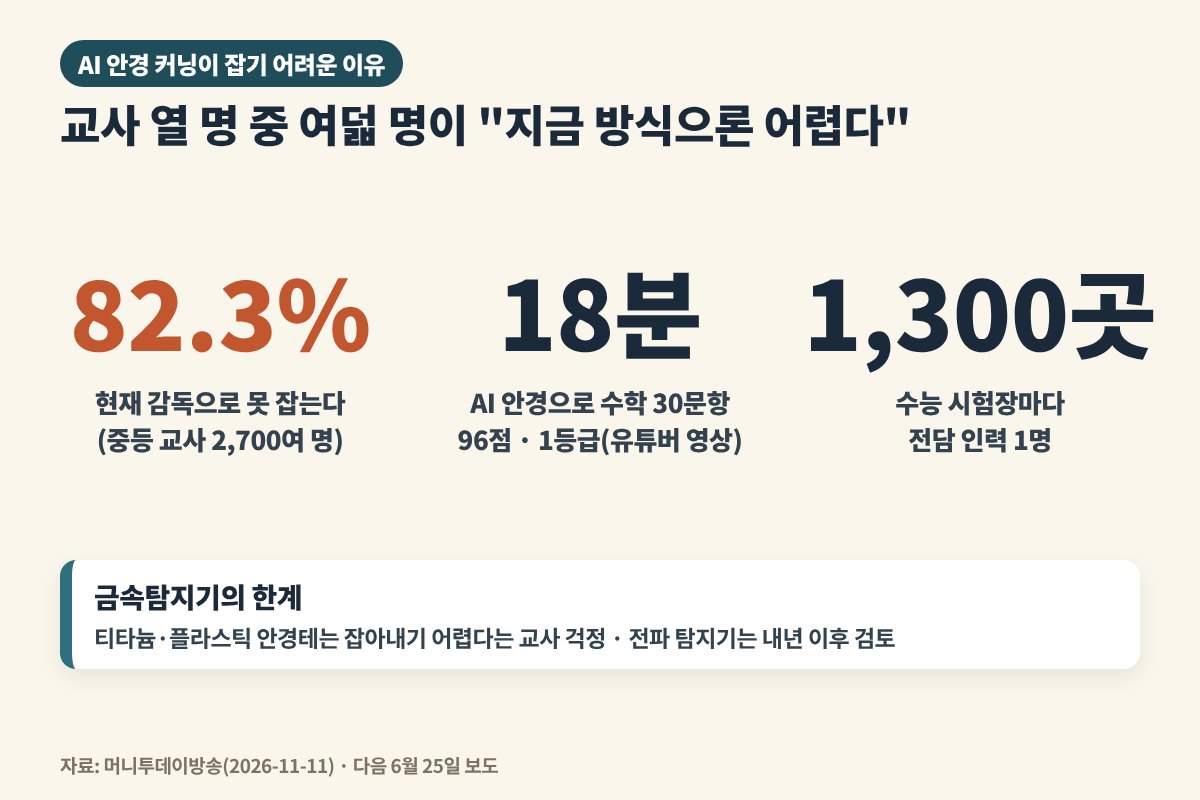 AI 안경 커닝이 잡기 어려운 이유
교사 열 명 중 여덟 명이 "지금 방식으론 어렵다"
82.3%
현재 감독으로 못 잡는다
(중등 교사 2,700여 명)
18분
AI 안경으로 수학 30문항
96점 · 1등급(유튜버 영상)
1,300곳
수능 시험장마다
전담 인력 1명
금속탐지기의 한계
티타늄·플라스틱 안경테는 잡아내기 어렵다는 교사 걱정 · 전파 탐지기는 내년 이후 검토
자료: 머니투데이방송(2026-11-11) · 다음 6월 25일 보도